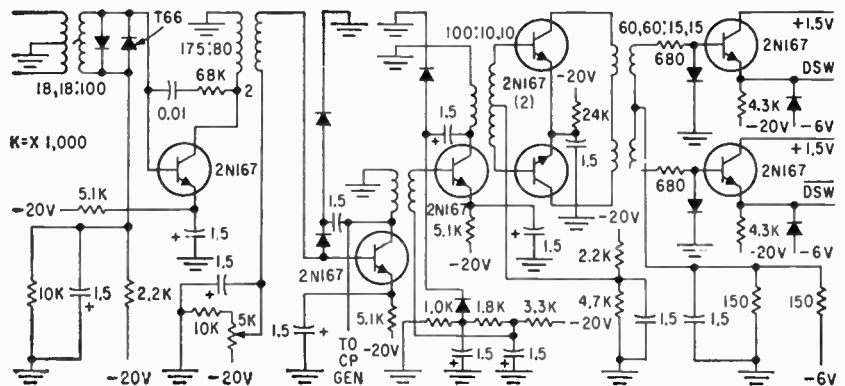 T66
175:80
18,18:100
68K
0.01
2
K=X 1,000
2N167
5.1K
-20V
1.5
10K
1.5
2.2K
-20V
1.5
10K
5K
-20V
1.5
2N167
1.5
5.1K
-20V
TO
CP
GEN
1.5
2N167
5.1K
-20V
1.5
1.0K
1.8K
3.3K
-20V
1.5
1.5
100:10,10
2N167
(2)
-20V
24K
1.5
-20V
2.2K
4.7K
1.5
60,60:15,15
680
2N167
+1.5V
DSW
4.3K
-20V
-6V
680
2N167
+1.5V
DSW
4.3K
-20V
-6V
1.5
150
150
-6V